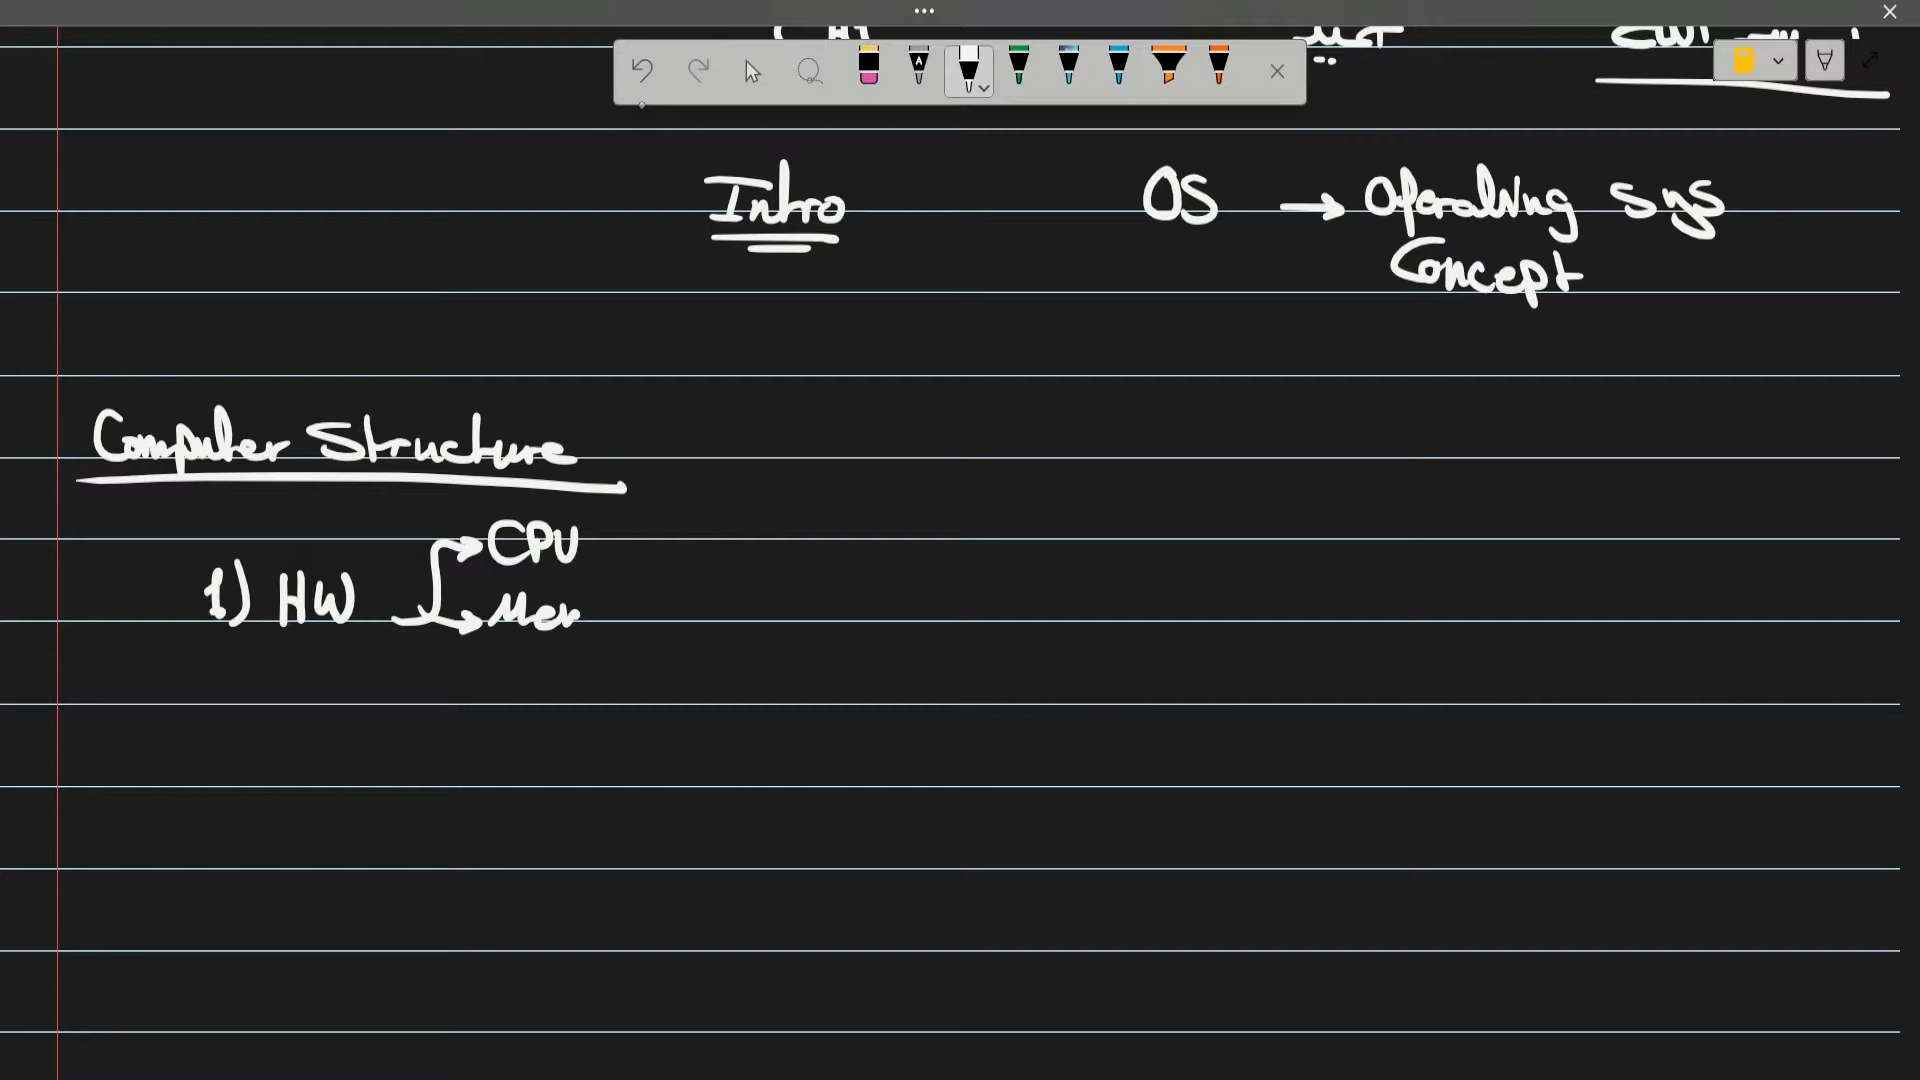 Intro OS → Operating sys
Concept
Computer Structure
1) HW → CPU
→ Mem